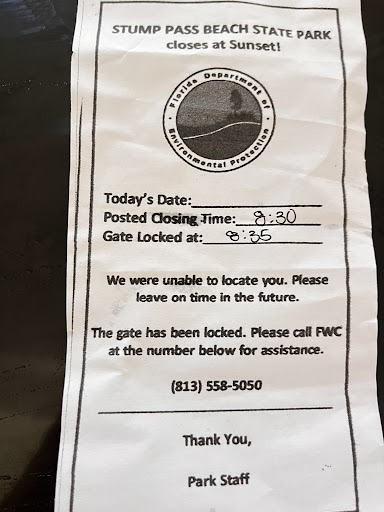 STUMP PASS BEACH STATE PARK
closes at Sunset!
Florida Department of
Environmental Protection
Today's Date:
Posted Closing Time: 8:30
Gate Locked at: 8:35
We were unable to locate you. Please
leave on time in the future.
The gate has been locked. Please call FWC
at the number below for assistance.
(813) 558-5050
Thank You,
Park Staff